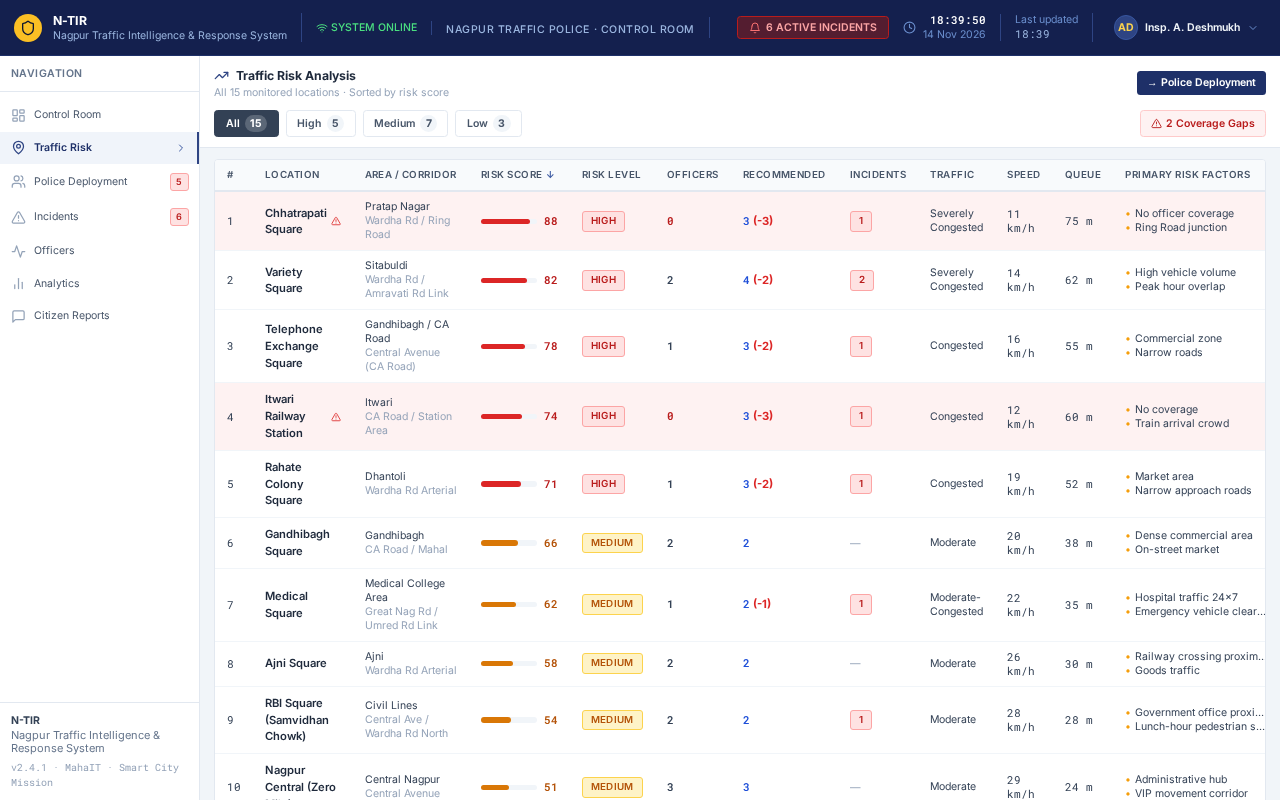 N-TIR
Nagpur Traffic Intelligence & Response System
SYSTEM ONLINE
NAGPUR TRAFFIC POLICE · CONTROL ROOM
6 ACTIVE INCIDENTS
18:39:50
14 Nov 2026
Last updated
18:39
AD
Insp. A. Deshmukh
NAVIGATION
Control Room
Traffic Risk
Police Deployment 5
Incidents 6
Officers
Analytics
Citizen Reports
N-TIR
Nagpur Traffic Intelligence &
Response System
v2.4.1 · MahaIT · Smart City
Mission
Traffic Risk Analysis
All 15 monitored locations · Sorted by risk score
→ Police Deployment
All 15 High 5 Medium 7 Low 3
2 Coverage Gaps
# LOCATION AREA / CORRIDOR RISK SCORE ↓ RISK LEVEL OFFICERS RECOMMENDED INCIDENTS TRAFFIC SPEED QUEUE PRIMARY RISK FACTORS
1
Chhatrapati
Square
Pratap Nagar
Wardha Rd / Ring
Road
88
HIGH
0
3 (-3)
1
Severely
Congested
11
km/h
75 m
• No officer coverage
• Ring Road junction
2
Variety
Square
Sitabuldi
Wardha Rd /
Amravati Rd Link
82
HIGH
2
4 (-2)
2
Severely
Congested
14
km/h
62 m
• High vehicle volume
• Peak hour overlap
3
Telephone
Exchange
Square
Gandhibagh / CA
Road
Central Avenue
(CA Road)
78
HIGH
1
3 (-2)
1
Congested
16
km/h
55 m
• Commercial zone
• Narrow roads
4
Itwari
Railway
Station
Itwari
CA Road / Station
Area
74
HIGH
0
3 (-3)
1
Congested
12
km/h
60 m
• No coverage
• Train arrival crowd
5
Rahate
Colony
Square
Dhantoli
Wardha Rd Arterial
71
HIGH
1
3 (-2)
1
Congested
19
km/h
52 m
• Market area
• Narrow approach roads
6
Gandhibagh
Square
Gandhibagh
CA Road / Mahal
66
MEDIUM
2
2
—
Moderate
20
km/h
38 m
• Dense commercial area
• On-street market
7
Medical
Square
Medical College
Area
Great Nag Rd /
Umred Rd Link
62
MEDIUM
1
2 (-1)
1
Moderate-
Congested
22
km/h
35 m
• Hospital traffic 24×7
• Emergency vehicle clear...
8
Ajni Square
Ajni
Wardha Rd Arterial
58
MEDIUM
2
2
—
Moderate
26
km/h
30 m
• Railway crossing proxim...
• Goods traffic
9
RBI Square
(Samvidhan
Chowk)
Civil Lines
Central Ave /
Wardha Rd North
54
MEDIUM
2
2
1
Moderate
28
km/h
28 m
• Government office proxi...
• Lunch-hour pedestrian s...
10
Nagpur
Central (Zero
Central Nagpur
Central Avenue
51
MEDIUM
3
3
—
Moderate
29
km/h
24 m
• Administrative hub
• VIP movement corridor